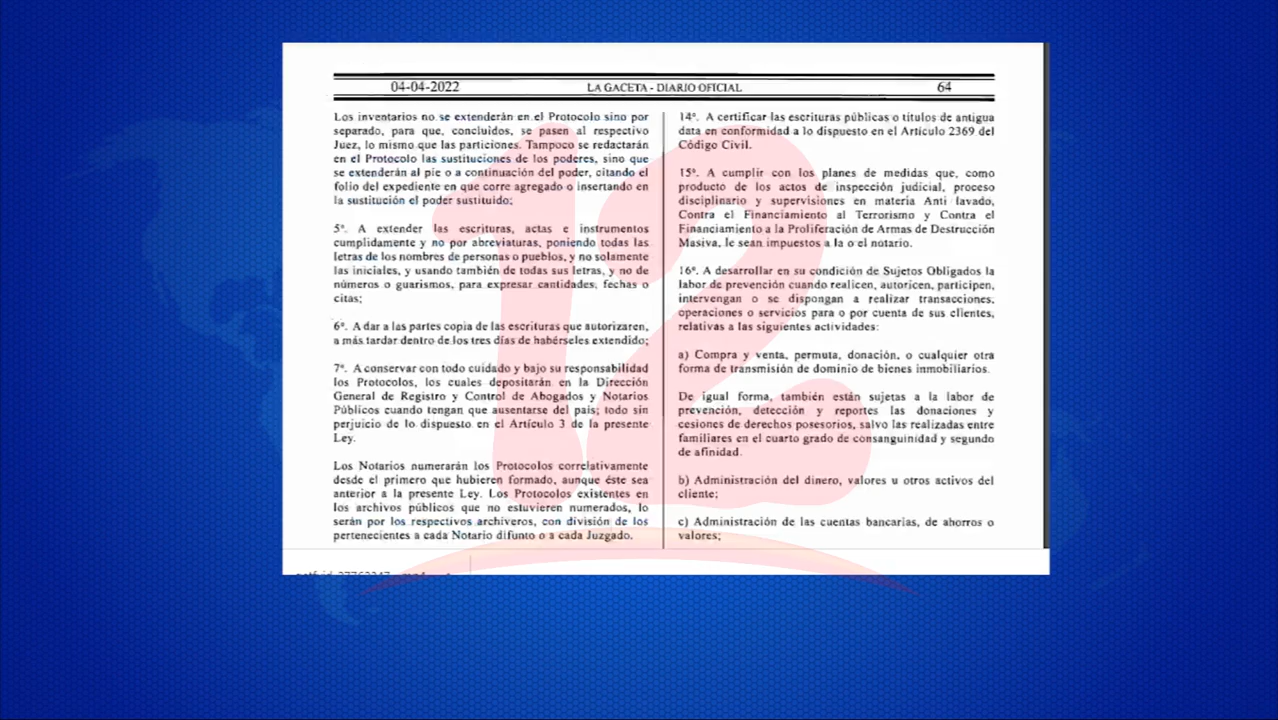 04-04-2022 LA GACETA - DIARIO OFICIAL 64
Los inventarios no se extenderán en el Protocolo sino por
separado, para que, concluidos, se pasen al respectivo
Juez, lo mismo que las particiones. Tampoco se redactarán
en el Protocolo las sustituciones de los poderes, sino que
se extenderán al pie o a continuación del poder, citando el
folio del expediente en que corre agregado o insertando en
la sustitución el poder sustituido;
5º. A extender las escrituras, actas e instrumentos
cumplidamente y no por abreviaturas, poniendo todas las
letras de los nombres de personas o pueblos, y no solamente
las iniciales, y usando también de todas sus letras, y no de
números o guarismos, para expresar cantidades, fechas o
citas;
6º. A dar a las partes copia de las escrituras que autorizaren,
a más tardar dentro de los tres días de habérseles extendido;
7º. A conservar con todo cuidado y bajo su responsabilidad
los Protocolos, los cuales depositarán en la Dirección
General de Registro y Control de Abogados y Notarios
Públicos cuando tengan que ausentarse del país; todo sin
perjuicio de lo dispuesto en el Artículo 3 de la presente
Ley.
Los Notarios numerarán los Protocolos correlativamente
desde el primero que hubieren formado, aunque éste sea
anterior a la presente Ley. Los Protocolos existentes en
los archivos públicos que no estuvieren numerados, lo
serán por los respectivos archiveros, con división de los
pertenecientes a cada Notario difunto o a cada Juzgado.
14º. A certificar las escrituras públicas o títulos de antigua
data en conformidad a lo dispuesto en el Artículo 2369 del
Código Civil.
15º. A cumplir con los planes de medidas que, como
producto de los actos de inspección judicial, proceso
disciplinario y supervisiones en materia Anti lavado,
Contra el Financiamiento al Terrorismo y Contra el
Financiamiento a la Proliferación de Armas de Destrucción
Masiva, le sean impuestos a la o el notario.
16º. A desarrollar en su condición de Sujetos Obligados la
labor de prevención cuando realicen, autoricen, participen,
intervengan o se dispongan a realizar transacciones,
operaciones o servicios para o por cuenta de sus clientes,
relativas a las siguientes actividades:
a) Compra y venta, permuta, donación, o cualquier otra
forma de transmisión de dominio de bienes inmobiliarios.
De igual forma, también están sujetas a la labor de
prevención, detección y reportes las donaciones y
cesiones de derechos posesorios, salvo las realizadas entre
familiares en el cuarto grado de consanguinidad y segundo
de afinidad.
b) Administración del dinero, valores u otros activos del
cliente;
c) Administración de las cuentas bancarias, de ahorros o
valores;
12